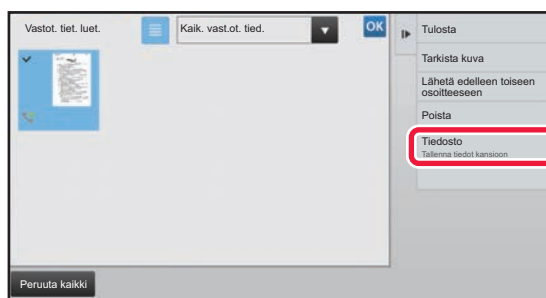 Vastot. tiet. luet.
Kaik. vast.ot. tied.
OK
Tulosta
Tarkista kuva
Lähetä edelleen toiseen
osoitteeseen
Poista
Tiedosto
Tallenna tiedot kansioon
Peruuta kaikki